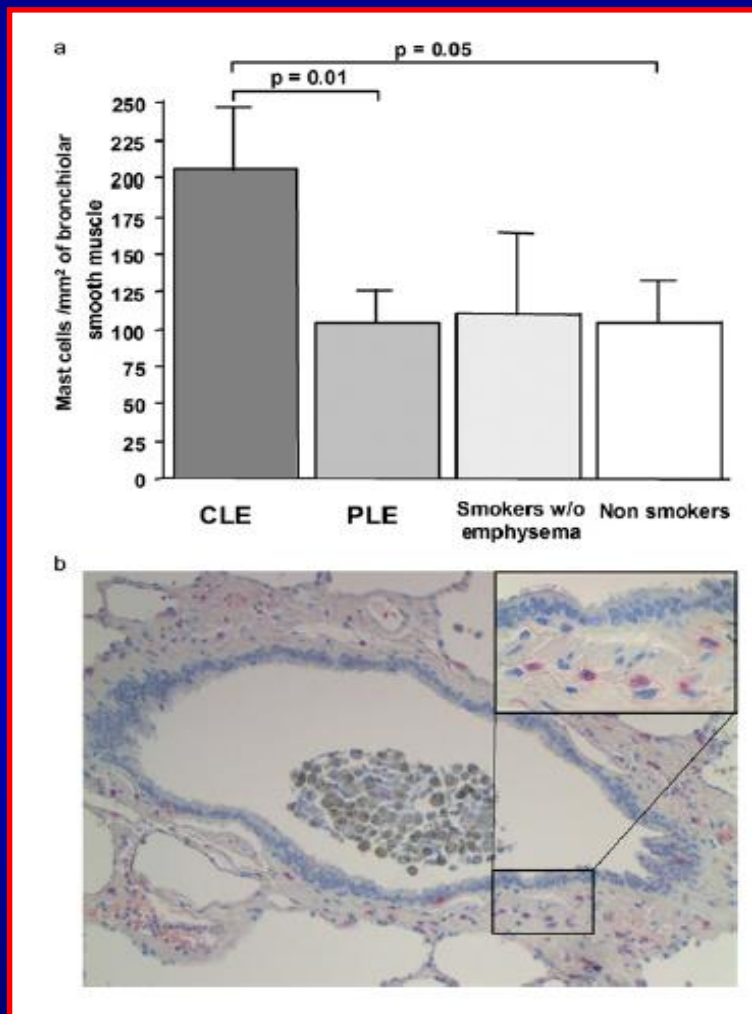 a
p = 0.05
p = 0.01
Mast cells /mm² of bronchiolar
smooth muscle
250
225
200
175
150
125
100
75
50
25
0
CLE
PLE
Smokers w/o
emphysema
Non smokers
b